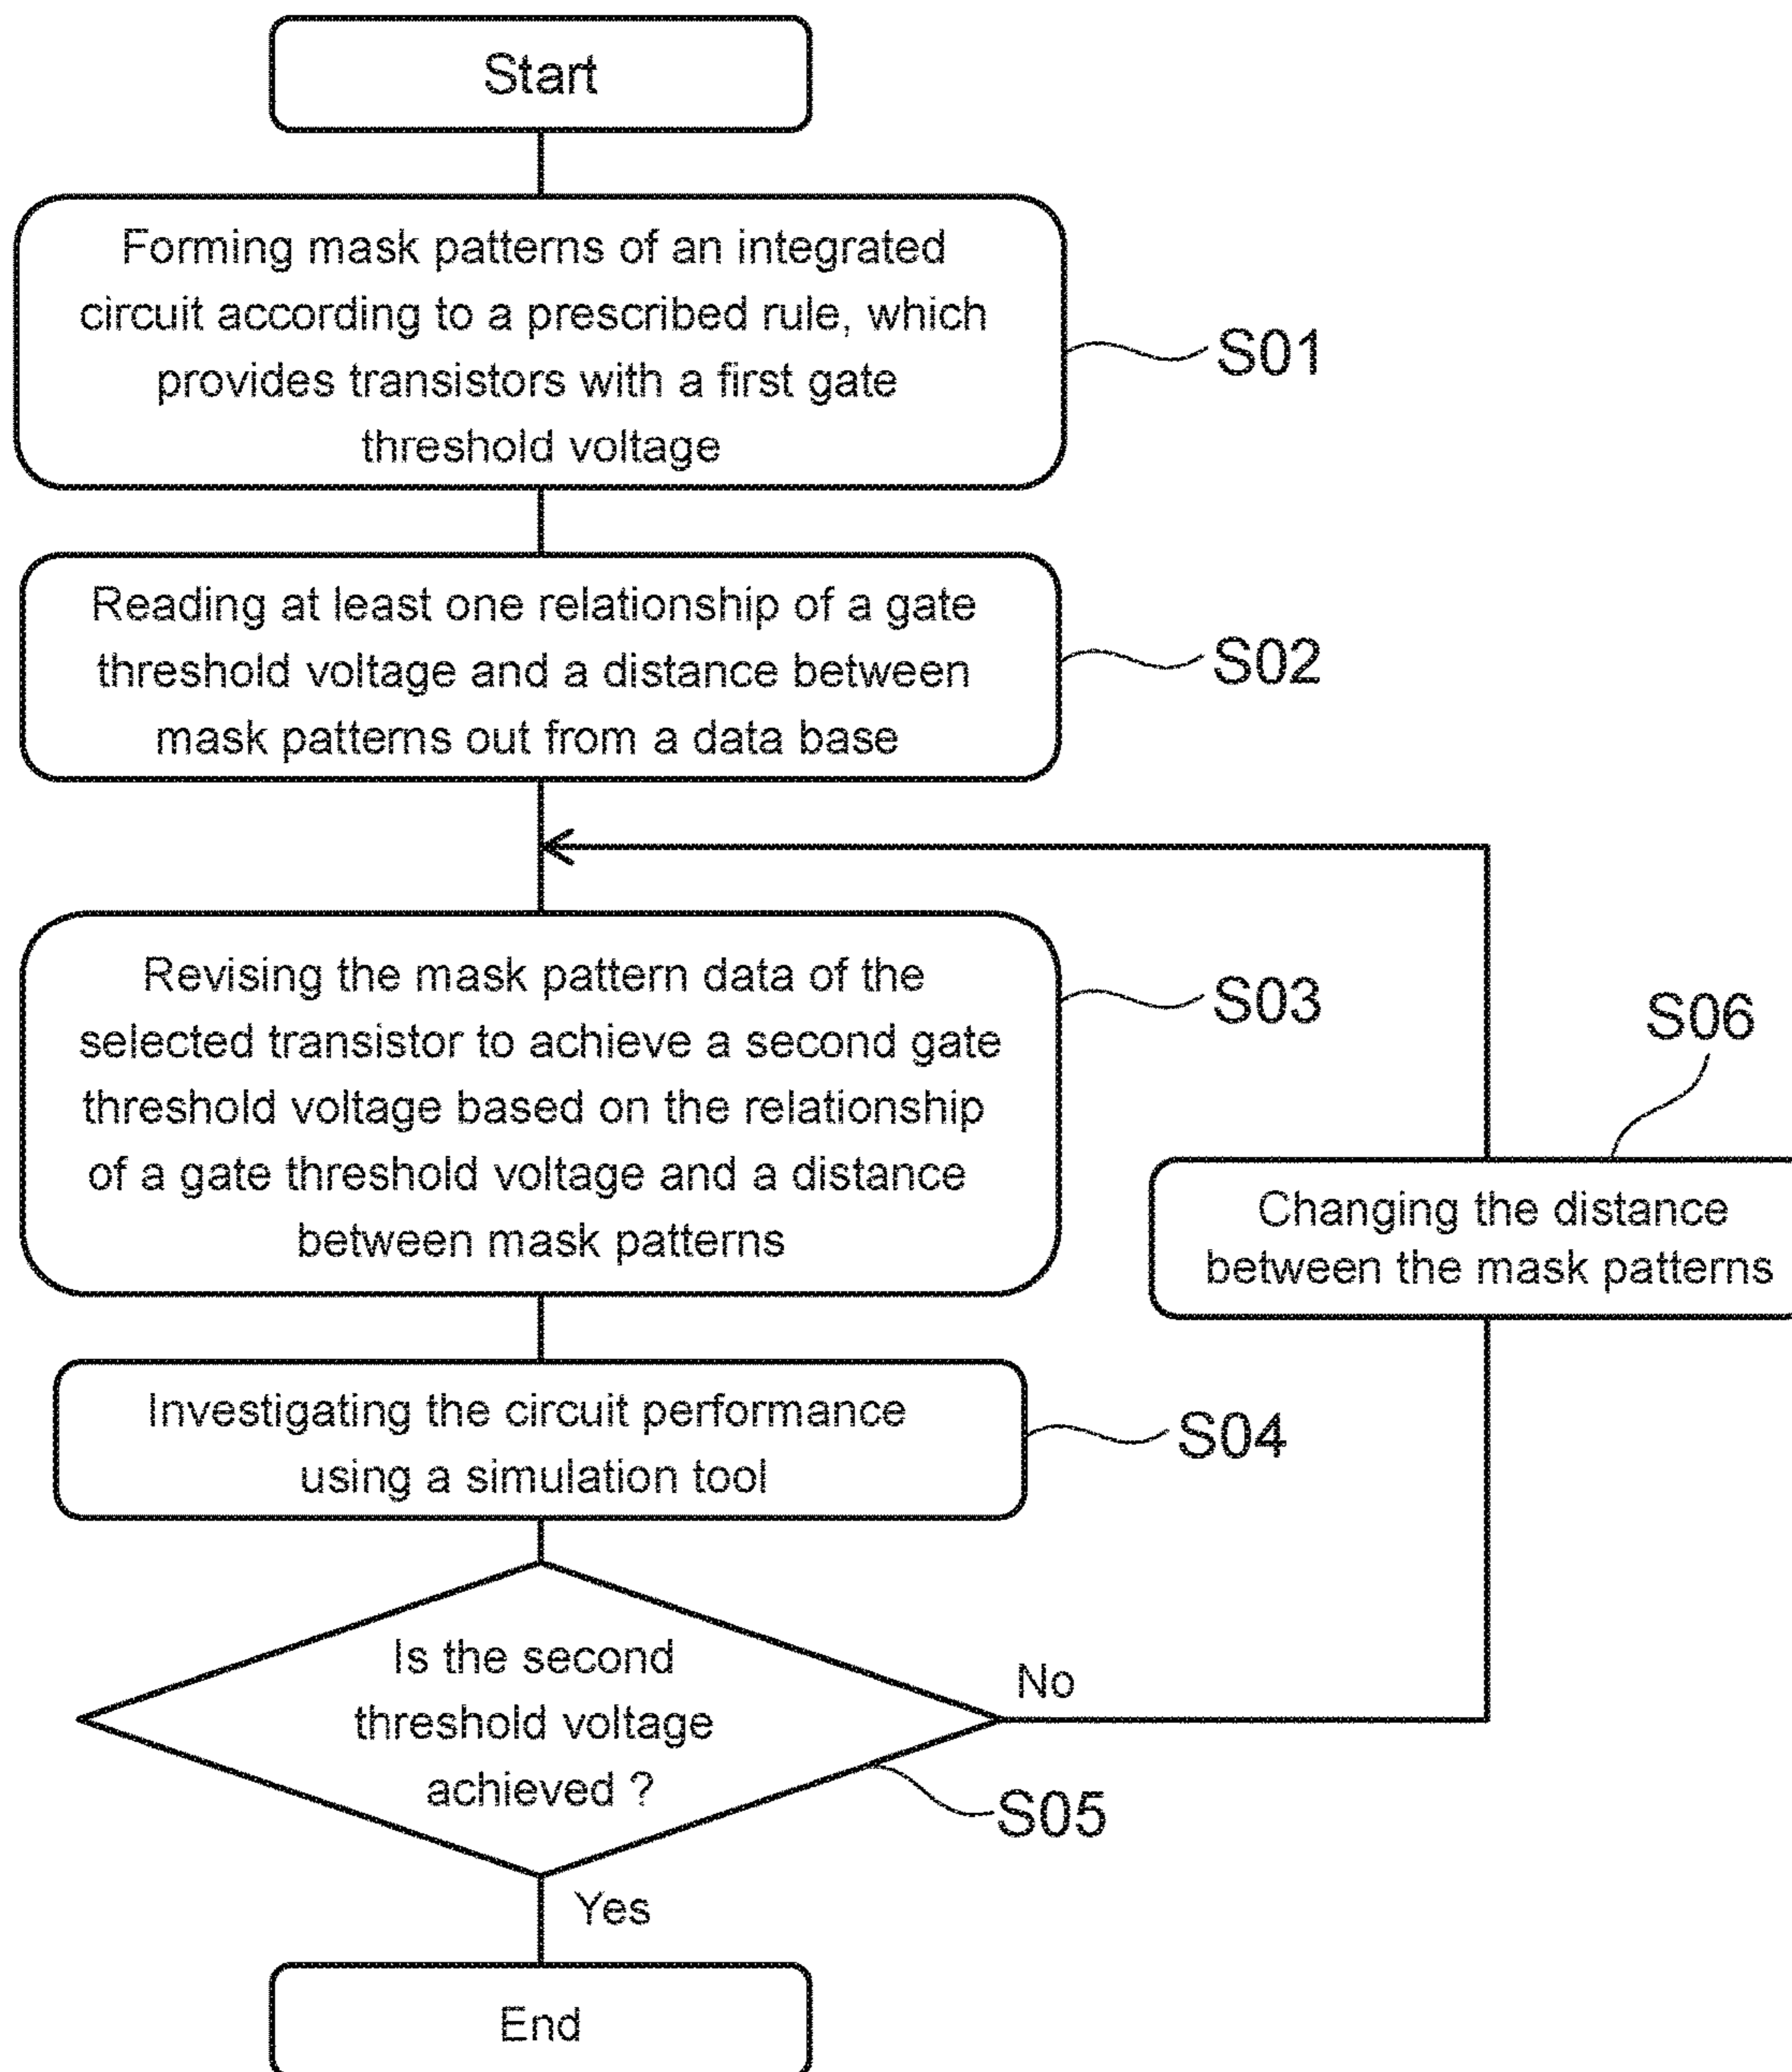 Start
Forming mask patterns of an integrated
circuit according to a prescribed rule, which
provides transistors with a first gate
threshold voltage
S01
Reading at least one relationship of a gate
threshold voltage and a distance between
mask patterns out from a data base
S02
Revising the mask pattern data of the
selected transistor to achieve a second gate
threshold voltage based on the relationship
of a gate threshold voltage and a distance
between mask patterns
S03
S06
Changing the distance
between the mask patterns
Investigating the circuit performance
using a simulation tool
S04
Is the second
threshold voltage
achieved ?
No
S05
Yes
End